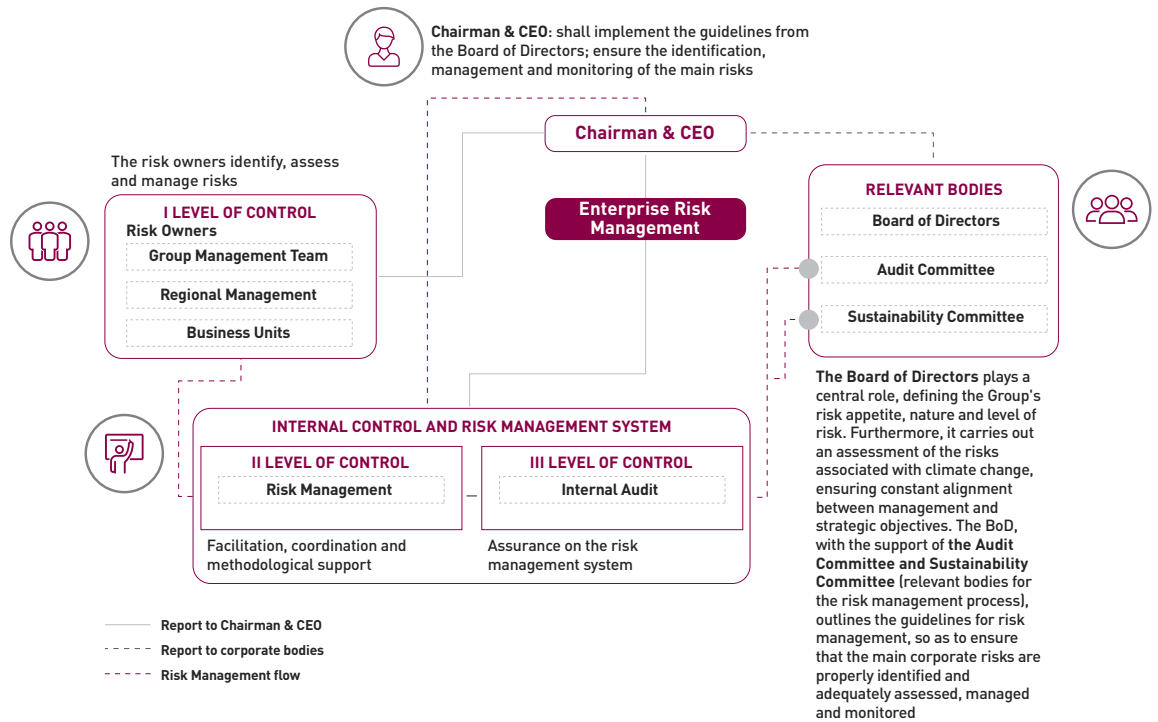 Chairman & CEO: shall implement the guidelines from
the Board of Directors; ensure the identification,
management and monitoring of the main risks
Chairman & CEO
The risk owners identify, assess
and manage risks
I LEVEL OF CONTROL
Risk Owners
Group Management Team
Regional Management
Business Units
Enterprise Risk
Management
RELEVANT BODIES
Board of Directors
Audit Committee
Sustainability Committee
The Board of Directors plays a
central role, defining the Group's
risk appetite, nature and level of
risk. Furthermore, it carries out
an assessment of the risks
associated with climate change,
ensuring constant alignment
between management and
strategic objectives. The BoD,
with the support of the Audit
Committee and Sustainability
Committee (relevant bodies for
the risk management process),
outlines the guidelines for risk
management, so as to ensure
that the main corporate risks are
properly identified and
adequately assessed, managed
and monitored
INTERNAL CONTROL AND RISK MANAGEMENT SYSTEM
II LEVEL OF CONTROL
Risk Management
Facilitation, coordination and
methodological support
III LEVEL OF CONTROL
Internal Audit
Assurance on the risk
management system
Report to Chairman & CEO
Report to corporate bodies
Risk Management flow